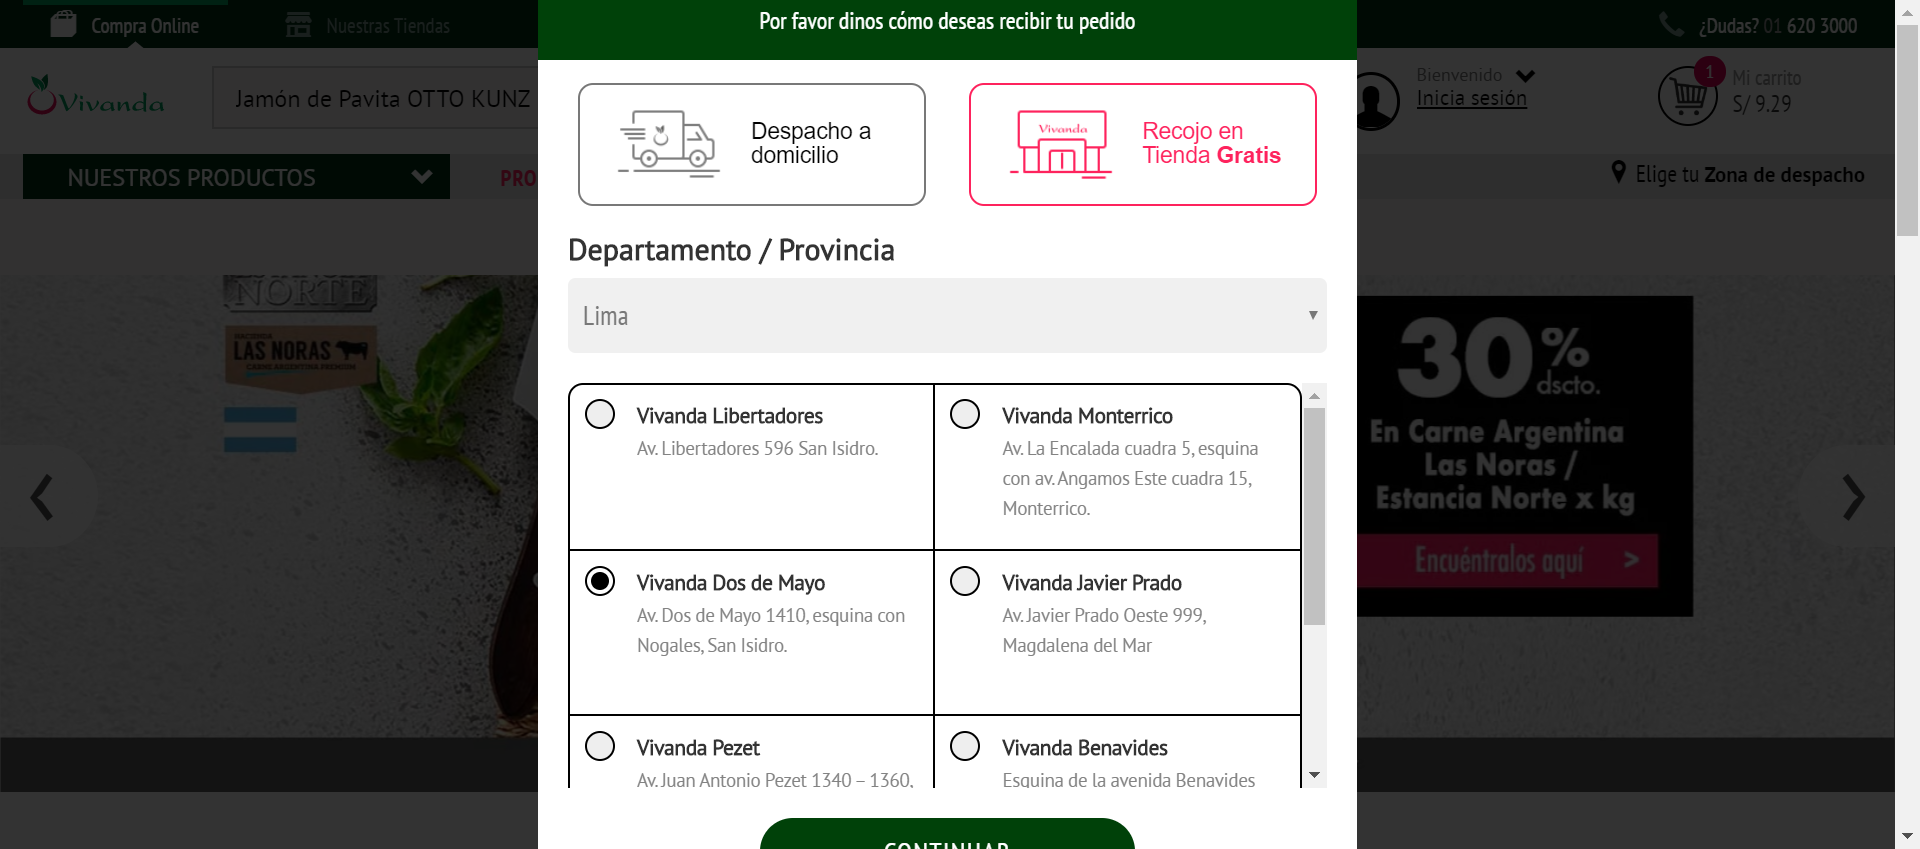 Compra Online
Nuestras Tiendas
¿Dudas? 01 620 3000
Vivanda
Jamón de Pavita OTTO KUNZ
Bienvenido
Inicia sesión
1
Mi carrito
S/ 9.29
NUESTROS PRODUCTOS
PRO
Elige tu Zona de despacho
Por favor dinos cómo deseas recibir tu pedido
Despacho a
domicilio
Vivanda
Recojo en
Tienda Gratis
Departamento / Provincia
Lima
Vivanda Libertadores
Av. Libertadores 596 San Isidro.
Vivanda Monterrico
Av. La Encalada cuadra 5, esquina
con av. Angamos Este cuadra 15,
Monterrico.
Vivanda Dos de Mayo
Av. Dos de Mayo 1410, esquina con
Nogales, San Isidro.
Vivanda Javier Prado
Av. Javier Prado Oeste 999,
Magdalena del Mar
Vivanda Pezet
Av. Juan Antonio Pezet 1340 – 1360,
Vivanda Benavides
Esquina de la avenida Benavides
CONTINUAR
NORTE
LAS NORAS
CARNE ARGENTINA PREMIUM
30%
dscto.
En Carne Argentina
Las Noras /
Estancia Norte x kg
Encuéntralos aquí >